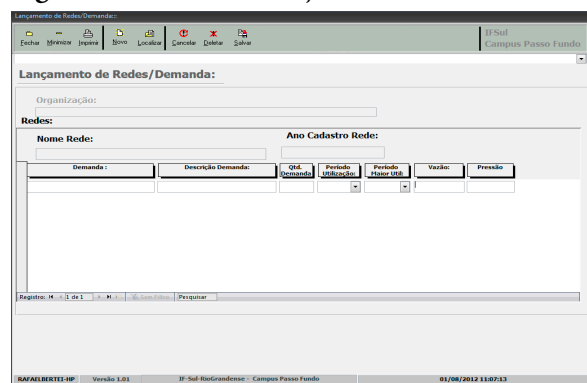 Lançamento de Redes/Demanda:::
Fechar Minimizar Imprimir Novo Localizar Cancelar Deletar Salvar
IFSul
Campus Passo Fundo
Lançamento de Redes/Demanda:
Organização:
Redes:
Nome Rede: Ano Cadastro Rede:
Demanda : Descrição Demanda: Qtd. Demanda Período Utilização: Período Maior Util: Vazão: Pressão
Registro: 1 de 1 Sem Filtro Pesquisar
RAFAELBERTEI-HP Versão 1.01 IF-Sul-RioGrandense - Campus Passo Fundo 01/08/2012 11:07:13